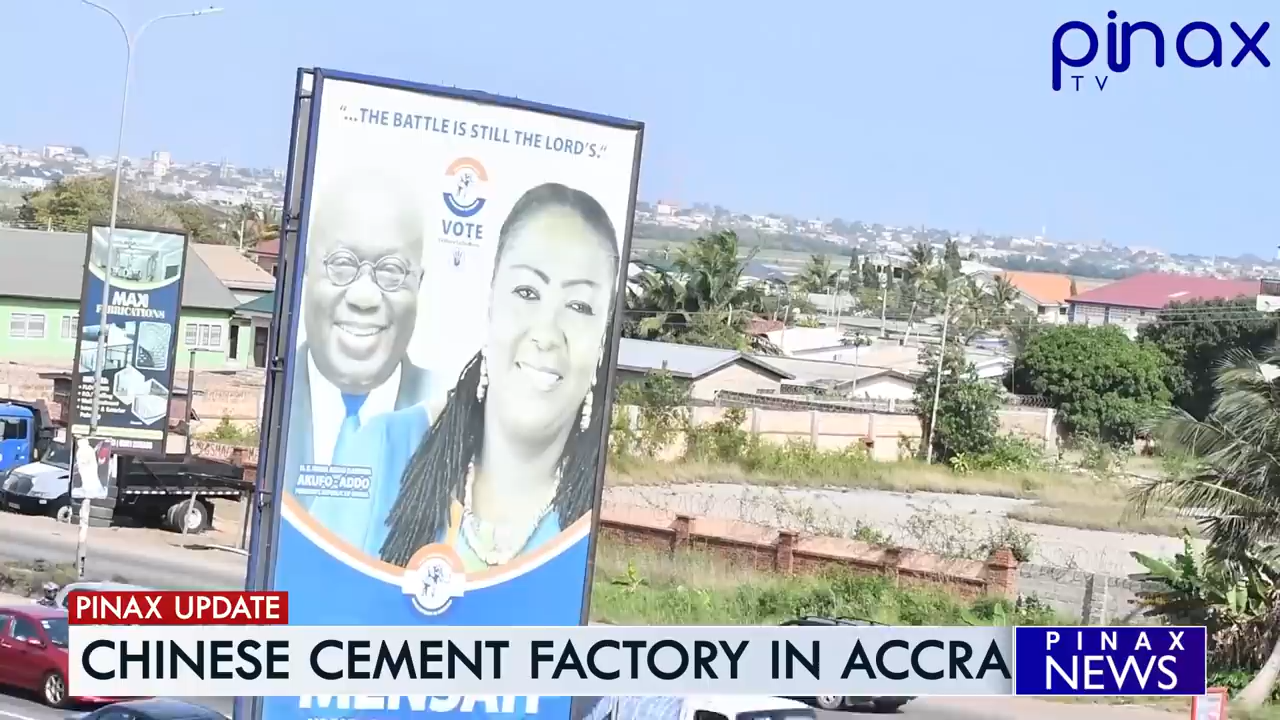 pinax
TV
"...THE BATTLE IS STILL THE LORD'S."
VOTE
MAXI
FABRICATIONS
AKUFO-ADDO
PINAX UPDATE
CHINESE CEMENT FACTORY IN ACCRA
PINAX
NEWS
MENSAH